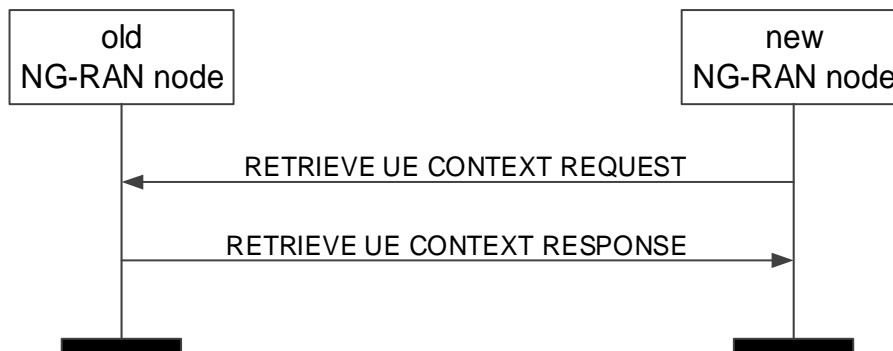 old
NG-RAN node
new
NG-RAN node
RETRIEVE UE CONTEXT REQUEST
RETRIEVE UE CONTEXT RESPONSE